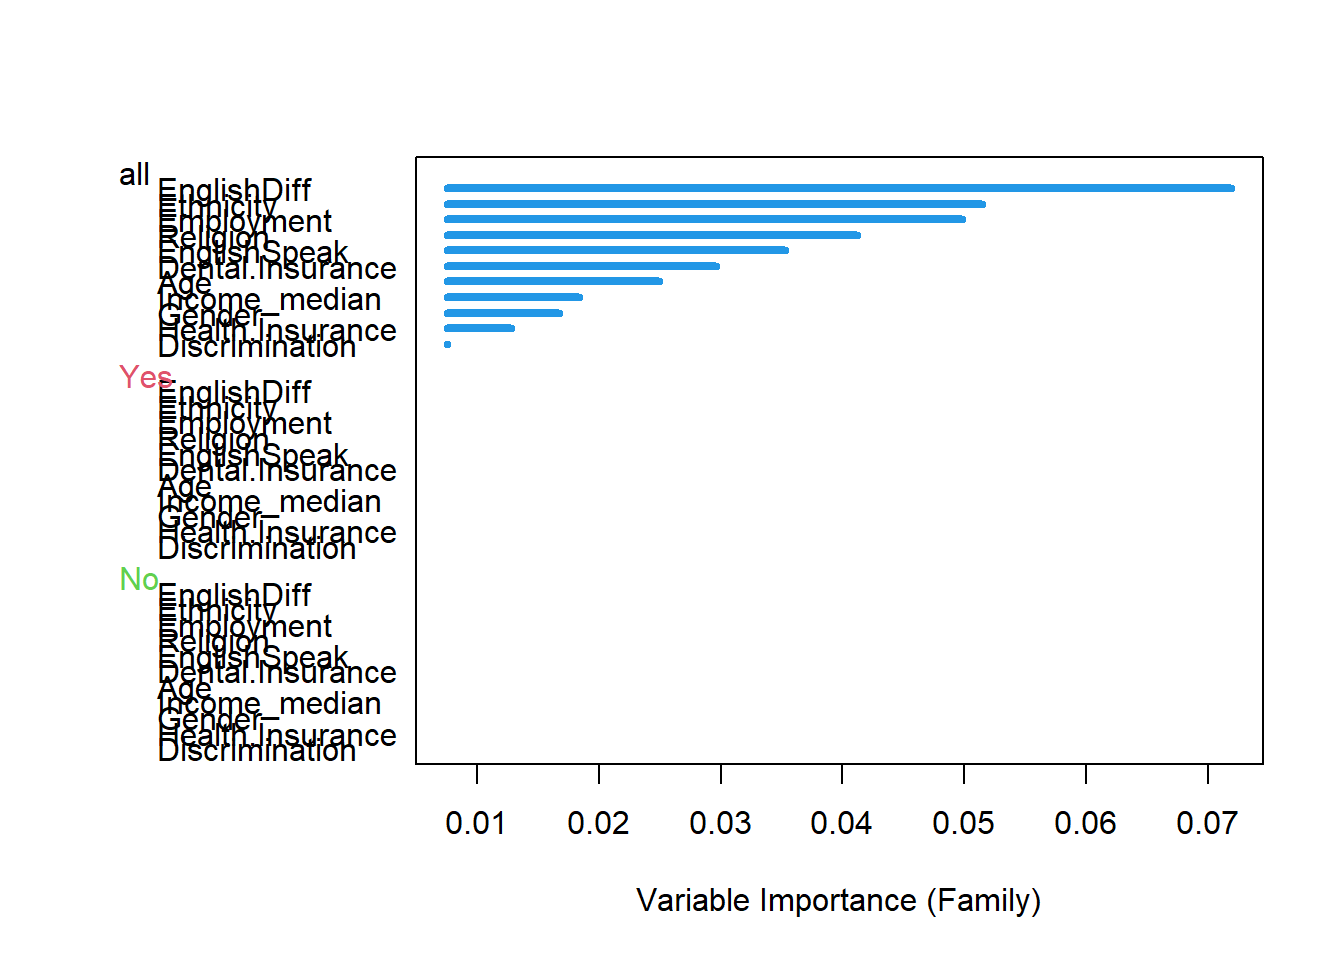 all
EnglishDiff
Ethnicity
Employment
Religion
EnglishSpeak
Dental.Insurance
Age
Income_median
Gender
Health.Insurance
Discrimination
Yes
EnglishDiff
Ethnicity
Employment
Religion
EnglishSpeak
Dental.Insurance
Age
Income_median
Gender
Health.Insurance
Discrimination
No
EnglishDiff
Ethnicity
Employment
Religion
EnglishSpeak
Dental.Insurance
Age
Income_median
Gender
Health.Insurance
Discrimination
0.01 0.02 0.03 0.04 0.05 0.06 0.07
Variable Importance (Family)